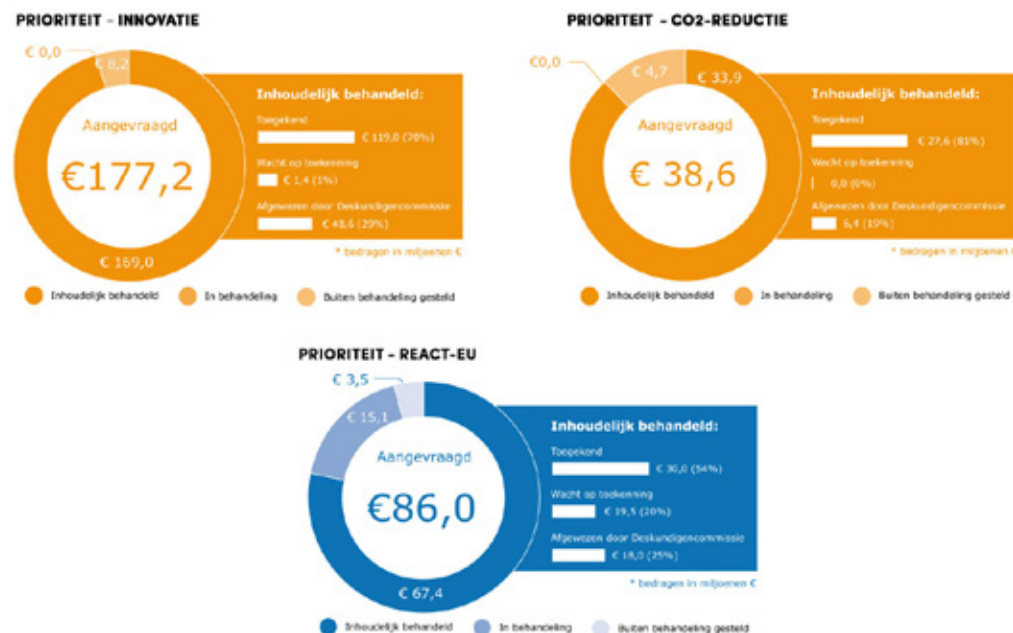 PRIORITEIT - INNOVATIE
€ 0,0
€ 8,2
Aangevraagd
€177,2
€ 169,0
Inhoudelijk behandeld:
Toegekend
€ 119,0 (70%)
Wacht op toekenning
€ 1,4 (1%)
Afgewezen door Deskundigencommissie
€ 48,6 (29%)
* bedragen in miljoenen €
Inhoudelijk behandeld In behandeling Buiten behandeling gesteld
PRIORITEIT - CO2-REDUCTIE
€0,0
€ 4,7
€ 33,9
Aangevraagd
€ 38,6
Inhoudelijk behandeld:
Toegekend
€ 27,6 (81%)
Wacht op toekenning
0,0 (0%)
Afgewezen door Deskundigencommissie
6,4 (19%)
* bedragen in miljoenen €
Inhoudelijk behandeld In behandeling Buiten behandeling gesteld
PRIORITEIT - REACT-EU
€ 3,5
€ 15,1
Aangevraagd
€86,0
€ 67,4
Inhoudelijk behandeld:
Toegekend
€ 30,0 (54%)
Wacht op toekenning
€ 19,5 (20%)
Afgewezen door Deskundigencommissie
€ 18,0 (25%)
* bedragen in miljoenen €
Inhoudelijk behandeld In behandeling Buiten behandeling gesteld